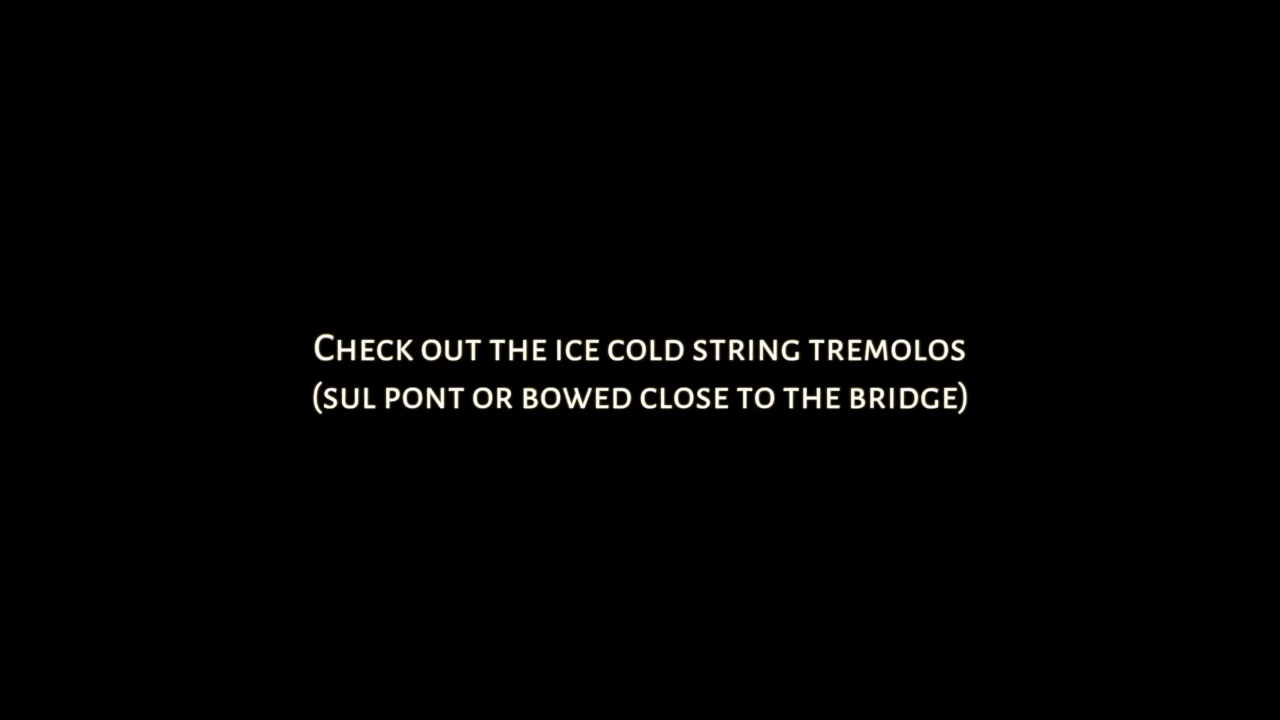 Check out the ice cold string tremolos
(sul pont or bowed close to the bridge)